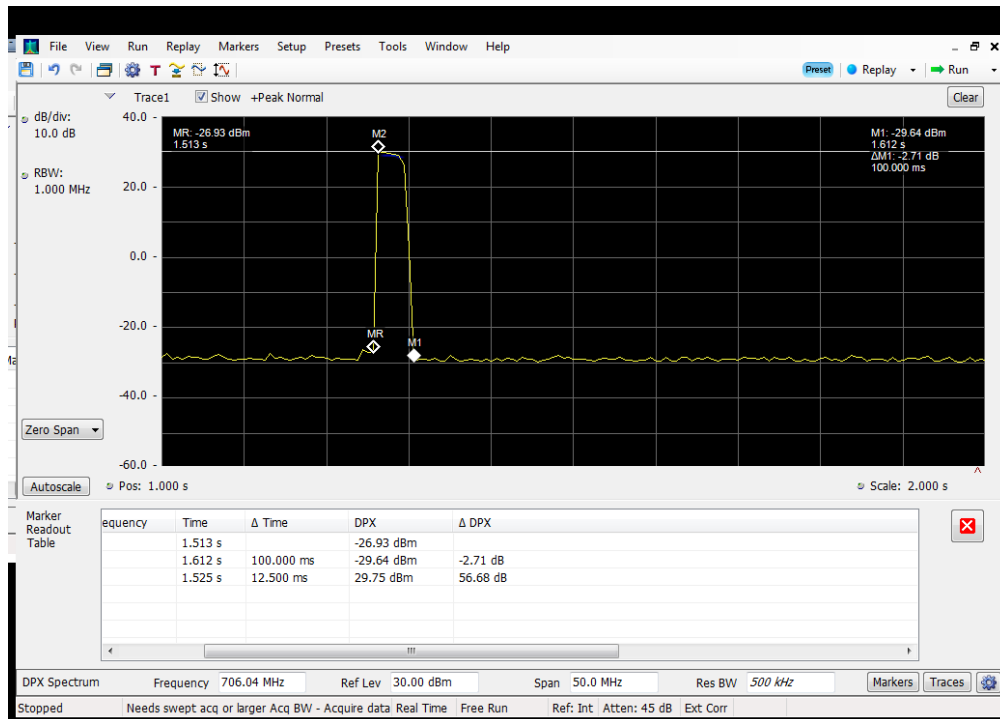 File View Run Replay Markers Setup Presets Tools Window Help
Preset Replay Run
Trace1 Show +Peak Normal Clear
dB/div:
10.0 dB
RBW:
1.000 MHz
40.0
20.0
0.0
-20.0
-40.0
-60.0
MR: -26.93 dBm
1.513 s
M2
M1: -29.64 dBm
1.612 s
ΔM1: -2.71 dB
100.000 ms
MR
M1
Zero Span
Autoscale Pos: 1.000 s Scale: 2.000 s
Marker
Readout
Table
equency Time Δ Time DPX Δ DPX
1.513 s -26.93 dBm
1.612 s 100.000 ms -29.64 dBm -2.71 dB
1.525 s 12.500 ms 29.75 dBm 56.68 dB
DPX Spectrum Frequency 706.04 MHz Ref Lev 30.00 dBm Span 50.0 MHz Res BW 500 kHz Markers Traces
Stopped Needs swept acq or larger Acq BW - Acquire data Real Time Free Run Ref: Int Atten: 45 dB Ext Corr